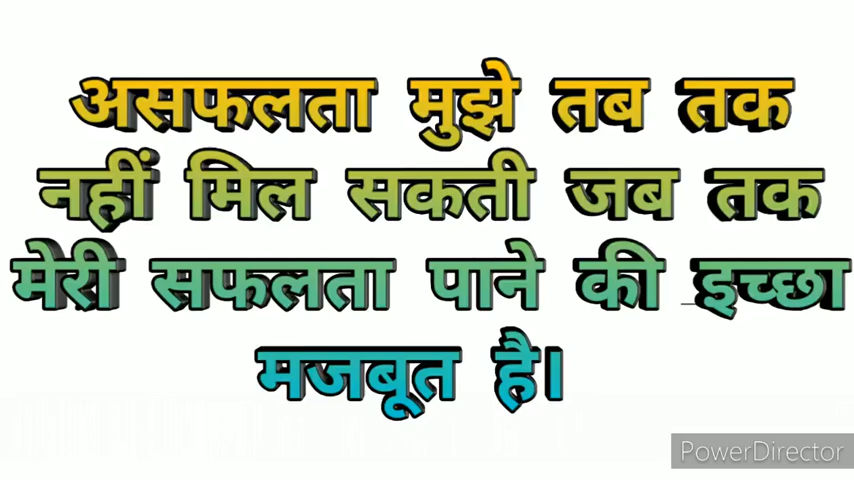 असफलता मुझे तब तक
नहीं मिल सकती जब तक
मेरी सफलता पाने की इच्छा
मजबूत है।
PowerDirector